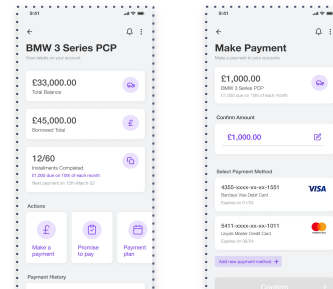 9:41
BMW 3 Series PCP
View details on your account
£33,000.00
Total Balance
£45,000.00
Borrowed Total
£
12/60
Installments Completed
£1,000 due on 10th of each month
Next payment on 10th-March-22
Actions
£
Make a
payment
Promise
to pay
Payment
plan
Payment History
9:41
Make Payment
Make a payment to your accounts
£1,000.00
BMW 3 Series PCP
£1,000 due on 10th of each month
Confirm Amount
£1,000.00
Select Payment Method
4355-xxxx-xx-xx-1551
Barclays Visa Debit Card
Expires on 01/24
VISA
5411-xxxx-xx-xx-1011
Lloyds Master Credit Card
Expires on 08/24
Add new payment method +
Confirm